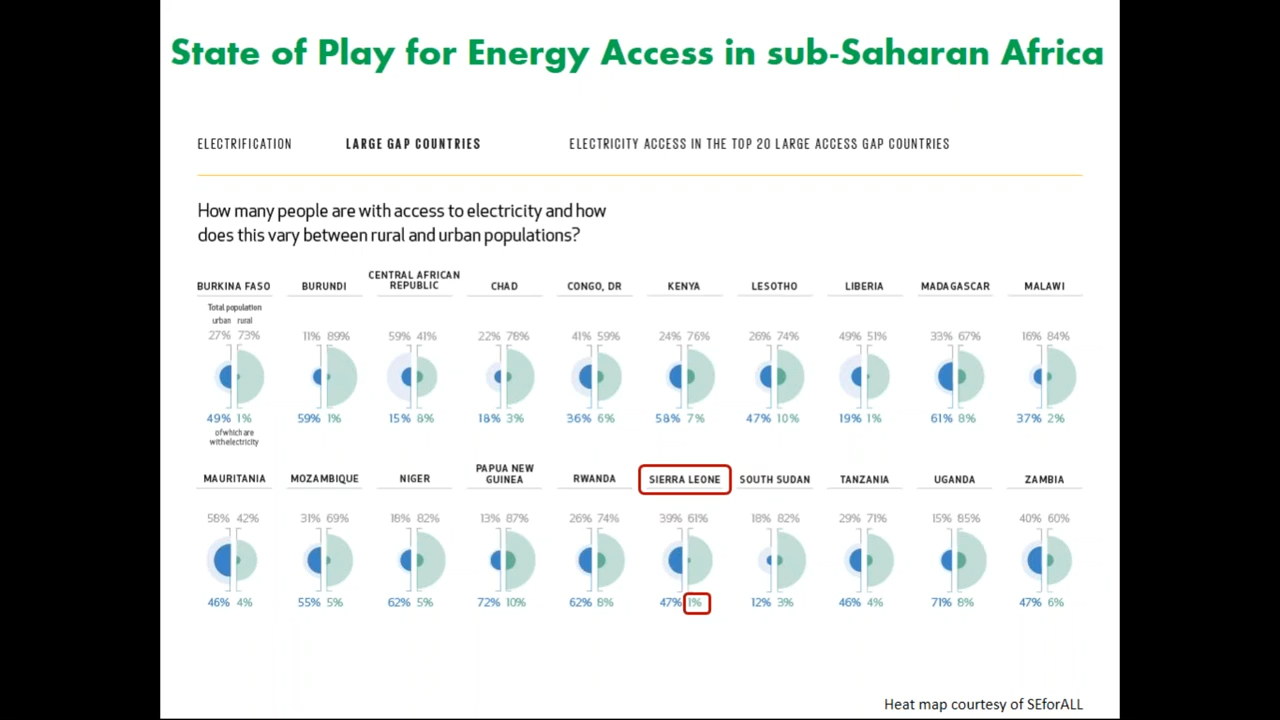 State of Play for Energy Access in sub-Saharan Africa
ELECTRIFICATION LARGE GAP COUNTRIES ELECTRICITY ACCESS IN THE TOP 20 LARGE ACCESS GAP COUNTRIES
How many people are with access to electricity and how
does this vary between rural and urban populations?
BURKINA FASO BURUNDI CENTRAL AFRICAN REPUBLIC CHAD CONGO, DR KENYA LESOTHO LIBERIA MADAGASCAR MALAWI
Total population
urban rural
27% 73% 11% 89% 59% 41% 22% 78% 41% 59% 24% 76% 26% 74% 49% 51% 33% 67% 16% 84%
49% 1% 59% 1% 15% 8% 18% 3% 36% 6% 58% 7% 47% 10% 19% 1% 61% 8% 37% 2%
of which are
withelectricity
MAURITANIA MOZAMBIQUE NIGER PAPUA NEW GUINEA RWANDA SIERRA LEONE SOUTH SUDAN TANZANIA UGANDA ZAMBIA
58% 42% 31% 69% 18% 82% 13% 87% 26% 74% 39% 61% 18% 82% 29% 71% 15% 85% 40% 60%
46% 4% 55% 5% 62% 5% 72% 10% 62% 8% 47% 1% 12% 3% 46% 4% 71% 8% 47% 6%
Heat map courtesy of SEforALL